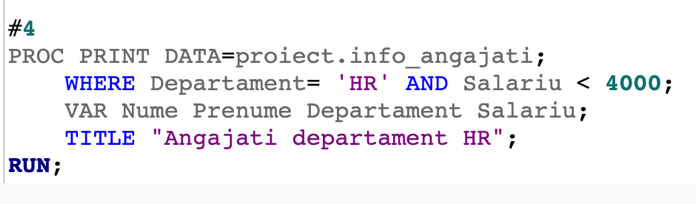 #4
PROC PRINT DATA=proiect.info_angajati;
WHERE Departament= 'HR' AND Salariu < 4000;
VAR Nume Prenume Departament Salariu;
TITLE "Angajati departament HR";
RUN;